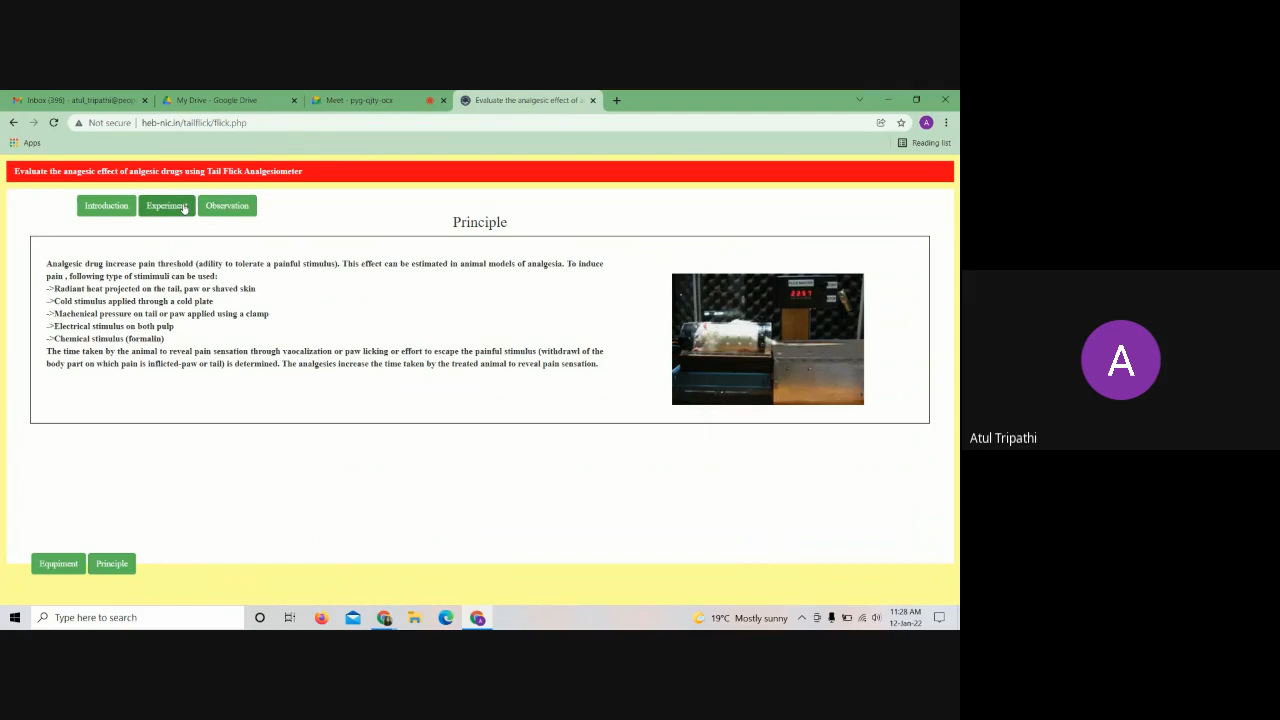 Inbox (396) - atul_tripathi@peop
My Drive - Google Drive
Meet - pyg-cjty-ocx
Evaluate the analgesic effect of a
Not secure
heb-nic.in/tailflick/flick.php
A
Apps
Reading list
Evaluate the anagesic effect of anlgesic drugs using Tail Flick Analgesiometer
Introduction
Experiment
Observation
Principle
Analgesic drug increase pain threshold (adility to tolerate a painful stimulus). This effect can be estimated in animal models of analgesia. To induce
pain , following type of stimimuli can be used:
->Radiant heat projected on the tail, paw or shaved skin
->Cold stimulus applied through a cold plate
->Machenical pressure on tail or paw applied using a clamp
->Electrical stimulus on both pulp
->Chemical stimulus (formalin)
The time taken by the animal to reveal pain sensation through vaocalization or paw licking or effort to escape the painful stimulus (withdrawl of the
body part on which pain is inflicted-paw or tail) is determined. The analgesics increase the time taken by the treated animal to reveal pain sensation.
Equpiment
Principle
Type here to search
19°C Mostly sunny
11:28 AM
12-Jan-22
A
Atul Tripathi